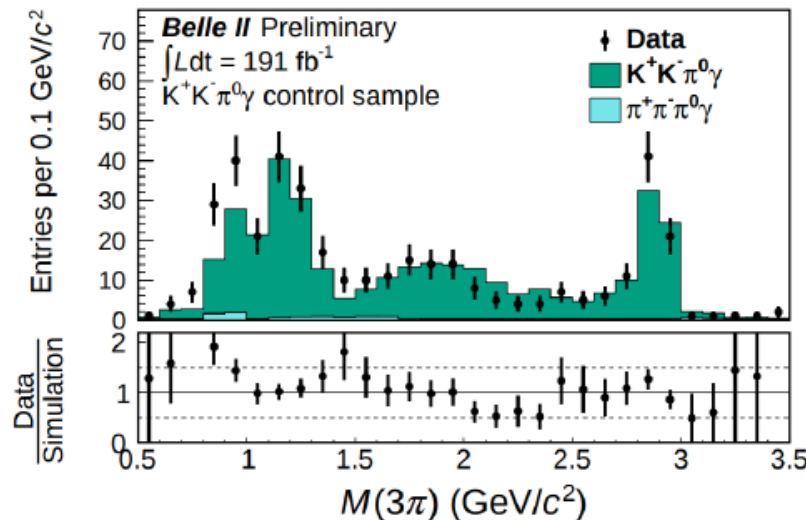 Belle II Preliminary
∫Ldt = 191 fb⁻¹
K⁺K⁻π⁰γ control sample
Data
K⁺K⁻π⁰γ
π⁺π⁻π⁰γ
Entries per 0.1 GeV/c²
70
60
50
40
30
20
10
0
Data
Simulation
2
1
0
0.5 1 1.5 2 2.5 3 3.5
M(3π) (GeV/c²)